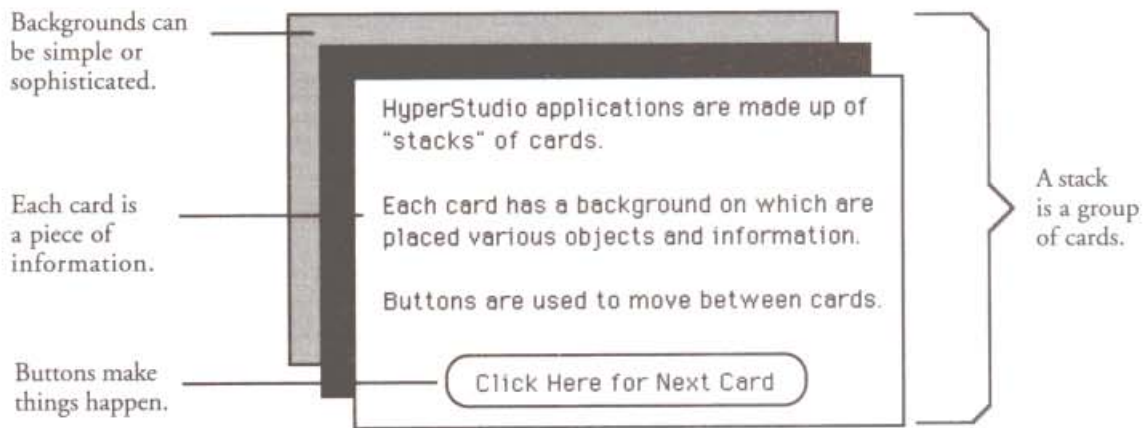 Backgrounds can
be simple or
sophisticated.
HyperStudio applications are made up of
"stacks" of cards.
Each card is
a piece of
information.
Each card has a background on which are
placed various objects and information.
A stack
is a group
of cards.
Buttons are used to move between cards.
Buttons make
things happen.
Click Here for Next Card